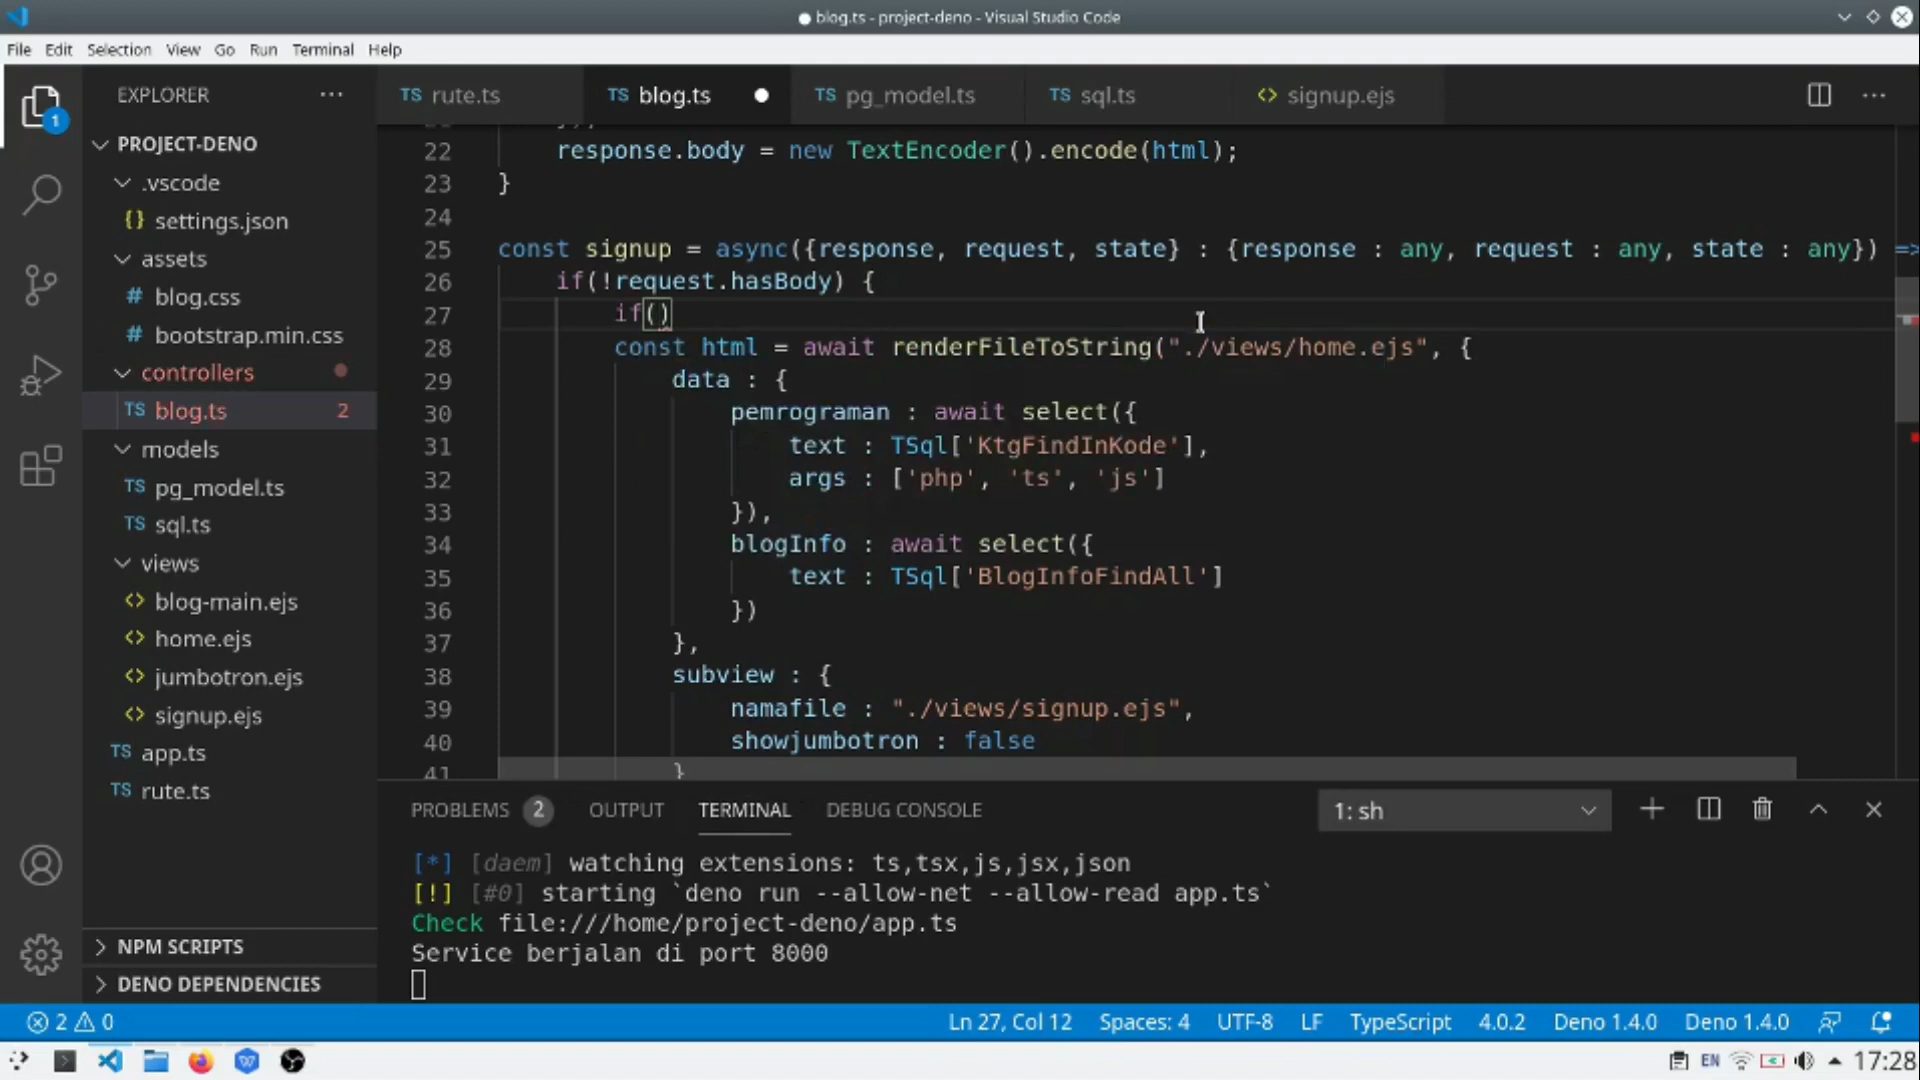 blog.ts - project-deno - Visual Studio Code
File Edit Selection View Go Run Terminal Help
EXPLORER
PROJECT-DENO
.vscode
{} settings.json
assets
# blog.css
# bootstrap.min.css
controllers
TS blog.ts 2
models
TS pg_model.ts
TS sql.ts
views
<> blog-main.ejs
<> home.ejs
<> jumbotron.ejs
<> signup.ejs
TS app.ts
TS rute.ts
NPM SCRIPTS
DENO DEPENDENCIES
1
TS rute.ts TS blog.ts TS pg_model.ts TS sql.ts <> signup.ejs
22 response.body = new TextEncoder().encode(html);
23 }
24
25 const signup = async({response, request, state} : {response : any, request : any, state : any}) =>
26 if(!request.hasBody) {
27 if()
28 const html = await renderFileToString("./views/home.ejs", {
29 data : {
30 pemrograman : await select({
31 text : TSql['KtgFindInKode'],
32 args : ['php', 'ts', 'js']
33 }),
34 blogInfo : await select({
35 text : TSql['BlogInfoFindAll']
36 })
37 },
38 subview : {
39 namafile : "./views/signup.ejs",
40 showjumbotron : false
41 }
PROBLEMS 2 OUTPUT TERMINAL DEBUG CONSOLE 1: sh
[*] [daem] watching extensions: ts,tsx,js,jsx,json
[!] [#0] starting `deno run --allow-net --allow-read app.ts`
Check file:///home/project-deno/app.ts
Service berjalan di port 8000
2 0 Ln 27, Col 12 Spaces: 4 UTF-8 LF TypeScript 4.0.2 Deno 1.4.0 Deno 1.4.0
EN 17:28